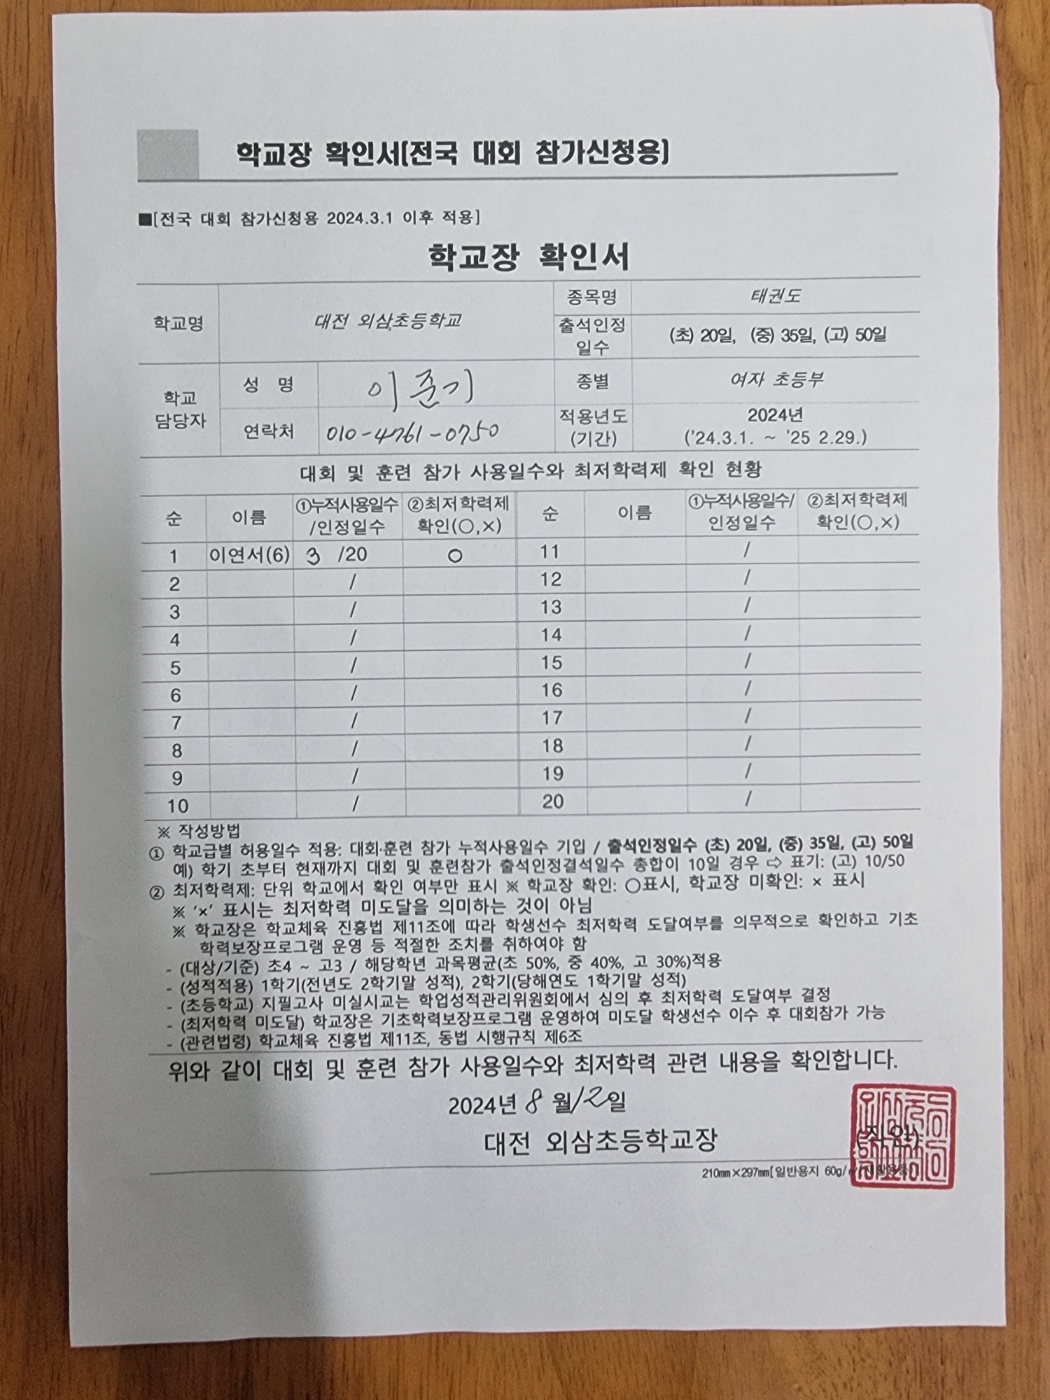 학교장 확인서(전국 대회 참가신청용)
■[전국 대회 참가신청용 2024.3.1 이후 적용]
학교장 확인서
학교명 대전 외삼초등학교 종목명 태권도
출석인정 일수 (초) 20일, (중) 35일, (고) 50일
학교 담당자 성 명 이준기 종별 여자 초등부
연락처 010-4761-0750 적용년도 (기간) 2024년 ('24.3.1. ~ '25 2.29.)
대회 및 훈련 참가 사용일수와 최저학력제 확인 현황
순 이름 ①누적사용일수 /인정일수 ②최저학력제 확인(○,×) 순 이름 ①누적사용일수/ 인정일수 ②최저학력제 확인(○,×)
1 이연서(6) 3 /20 ○ 11 /
2 / 12 /
3 / 13 /
4 / 14 /
5 / 15 /
6 / 16 /
7 / 17 /
8 / 18 /
9 / 19 /
10 / 20 /
※ 작성방법
① 학교급별 허용일수 적용: 대회·훈련 참가 누적사용일수 기입 / 출석인정일수 (초) 20일, (중) 35일, (고) 50일
예) 학기 초부터 현재까지 대회 및 훈련참가 출석인정결석일수 총합이 10일 경우 ⇨ 표기: (고) 10/50
② 최저학력제: 단위 학교에서 확인 여부만 표시 ※ 학교장 확인: ○표시, 학교장 미확인: × 표시
※ '×' 표시는 최저학력 미도달을 의미하는 것이 아님
※ 학교장은 학교체육 진흥법 제11조에 따라 학생선수 최저학력 도달여부를 의무적으로 확인하고 기초
학력보장프로그램 운영 등 적절한 조치를 취하여야 함
- (대상/기준) 초4 ~ 고3 / 해당학년 과목평균(초 50%, 중 40%, 고 30%)적용
- (성적적용) 1학기(전년도 2학기말 성적), 2학기(당해연도 1학기말 성적)
- (초등학교) 지필고사 미실시교는 학업성적관리위원회에서 심의 후 최저학력 도달여부 결정
- (최저학력 미도달) 학교장은 기초학력보장프로그램 운영하여 미도달 학생선수 이수 후 대회참가 가능
- (관련법령) 학교체육 진흥법 제11조, 동법 시행규칙 제6조
위와 같이 대회 및 훈련 참가 사용일수와 최저학력 관련 내용을 확인합니다.
2024년 8 월 12일
대전 외삼초등학교장 (직인)
210㎜×297㎜[일반용지 60g/